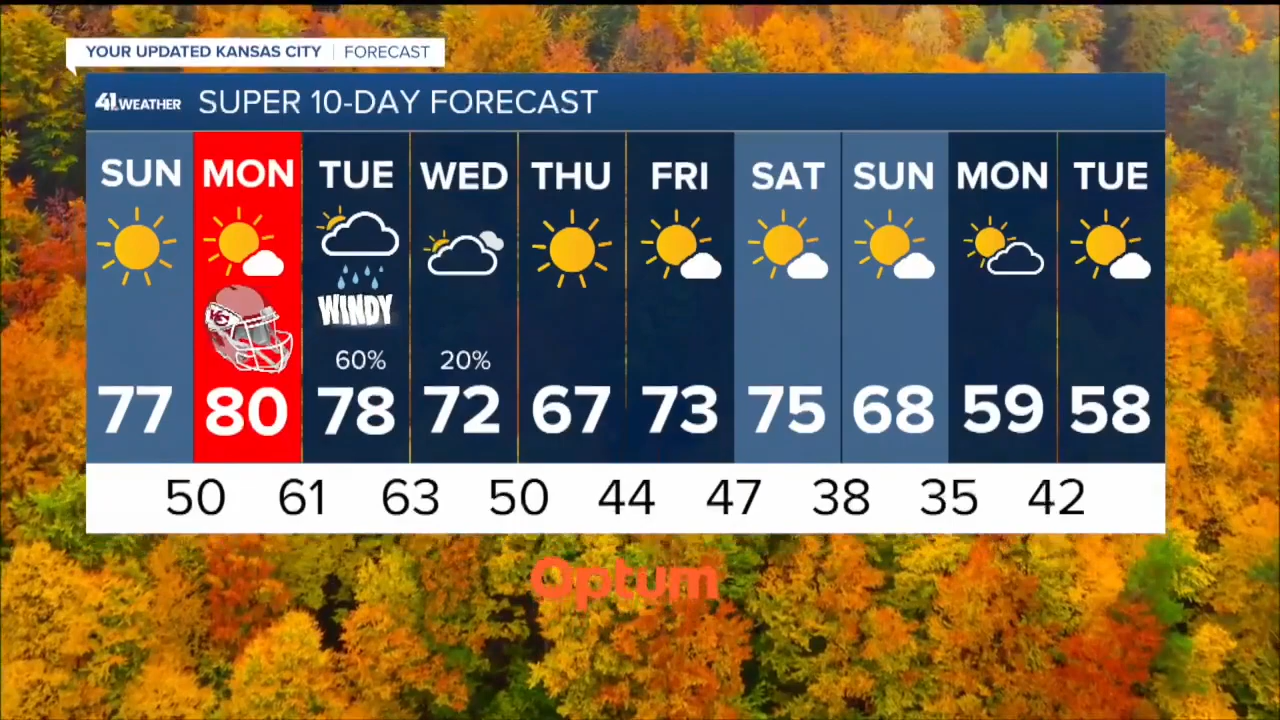 YOUR UPDATED KANSAS CITY | FORECAST
41 WEATHER SUPER 10-DAY FORECAST
SUN MON TUE WED THU FRI SAT SUN MON TUE
KC
WINDY
60% 20%
77 80 78 72 67 73 75 68 59 58
50 61 63 50 44 47 38 35 42
Optum